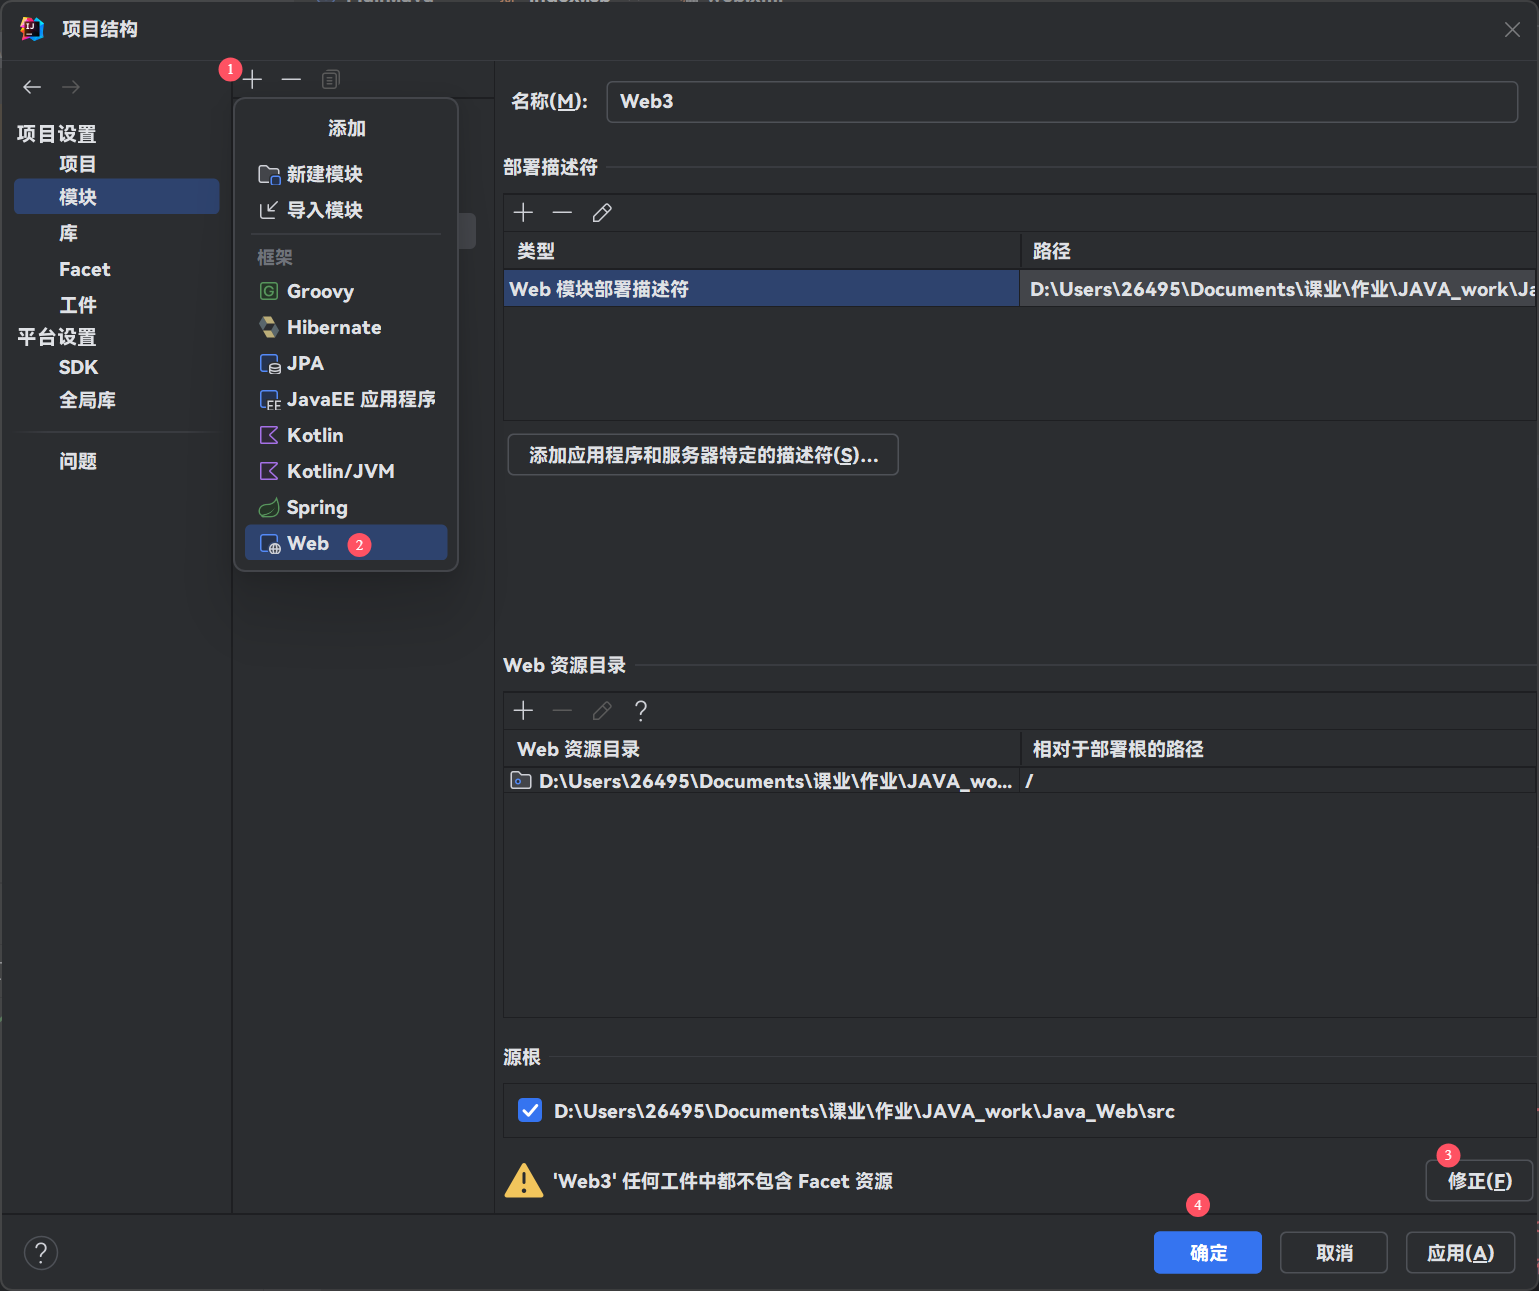 项目结构
1
项目设置
项目
模块
库
Facet
工件
平台设置
SDK
全局库
问题
添加
新建模块
导入模块
框架
Groovy
Hibernate
JPA
JavaEE 应用程序
Kotlin
Kotlin/JVM
Spring
Web 2
名称(M): Web3
部署描述符
类型 路径
Web 模块部署描述符 D:\Users\26495\Documents\课业\作业\JAVA_work\Ja
添加应用程序和服务器特定的描述符(S)...
Web 资源目录
?
Web 资源目录 相对于部署根的路径
D:\Users\26495\Documents\课业\作业\JAVA_wo... /
源根
D:\Users\26495\Documents\课业\作业\JAVA_work\Java_Web\src
'Web3' 任何工件中都不包含 Facet 资源
3
修正(F)
4
? 确定 取消 应用(A)